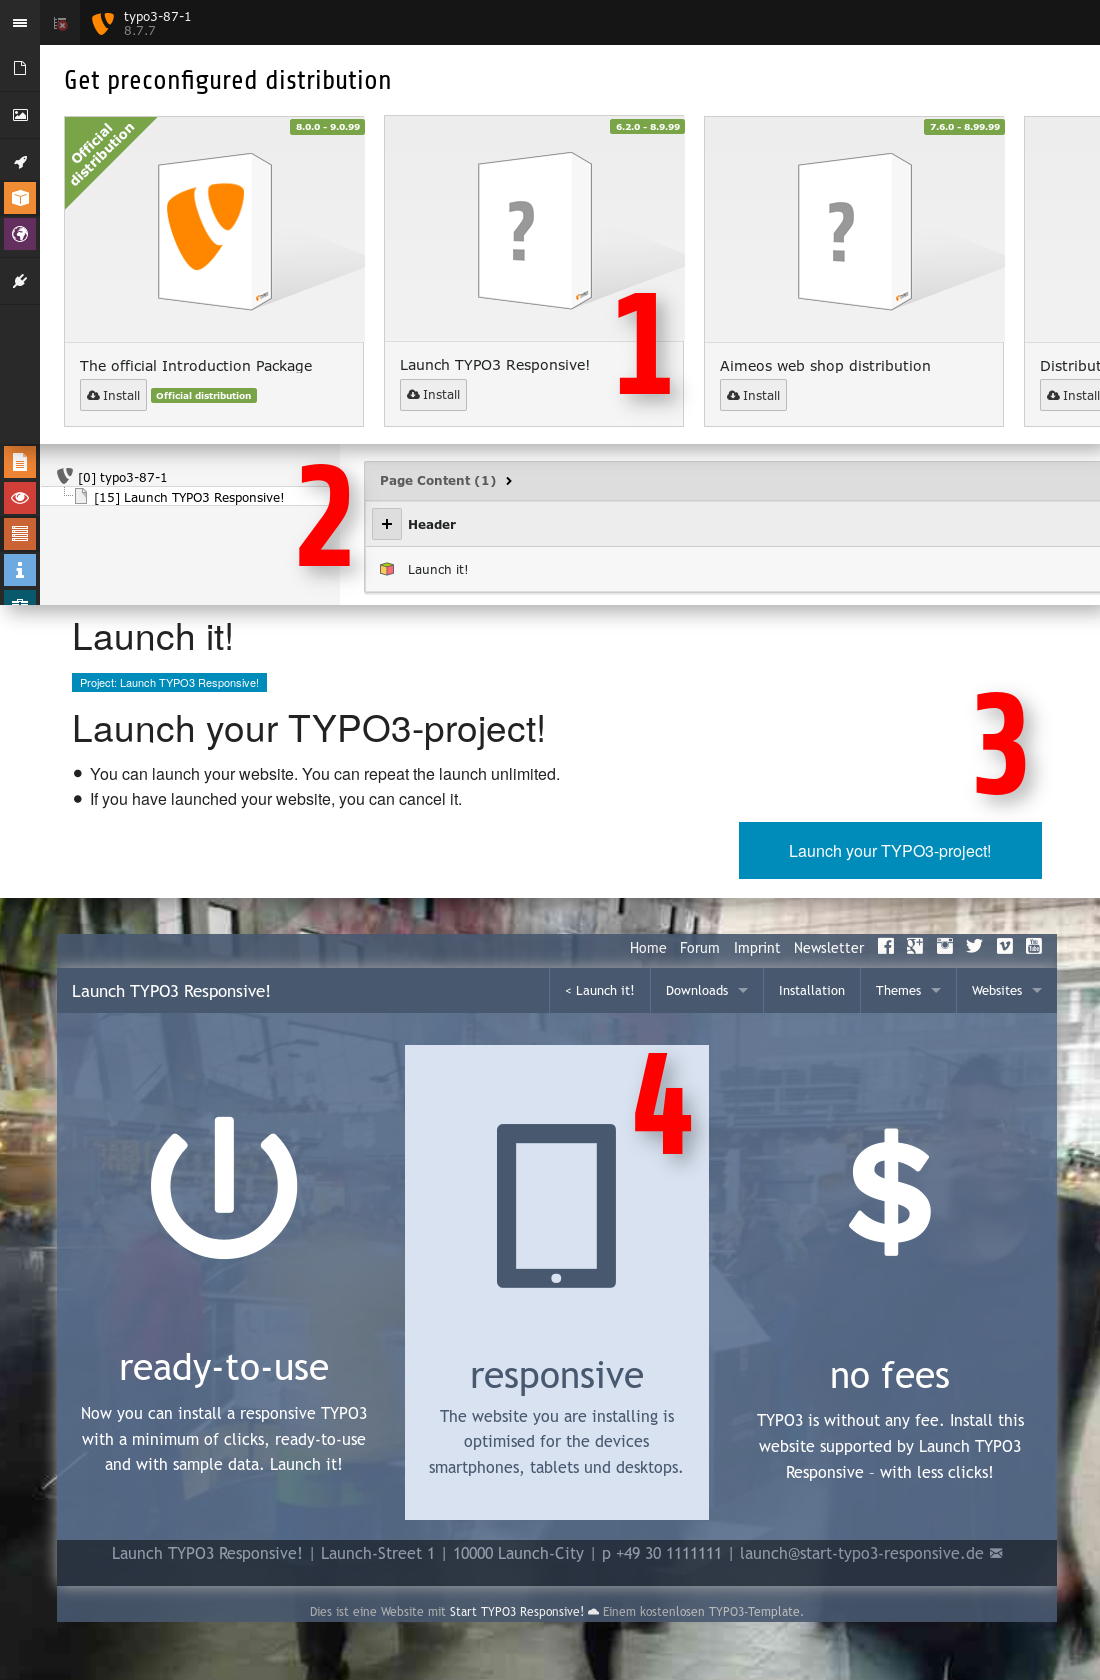 typo3-87-1
8.7.7
Get preconfigured distribution
Official distribution
8.0.0 - 9.0.99
6.2.0 - 8.9.99
7.6.0 - 8.99.99
?
?
1
The official Introduction Package
Launch TYPO3 Responsive!
Aimeos web shop distribution
Distribut
Install
Official distribution
Install
Install
Install
2
[0] typo3-87-1
[15] Launch TYPO3 Responsive!
Page Content (1)
Header
Launch it!
Launch it!
Project: Launch TYPO3 Responsive!
Launch your TYPO3-project!
3
You can launch your website. You can repeat the launch unlimited.
If you have launched your website, you can cancel it.
Launch your TYPO3-project!
Home Forum Imprint Newsletter
Launch TYPO3 Responsive!
< Launch it! Downloads Installation Themes Websites
4
ready-to-use
Now you can install a responsive TYPO3
with a minimum of clicks, ready-to-use
and with sample data. Launch it!
responsive
The website you are installing is
optimised for the devices
smartphones, tablets und desktops.
$
no fees
TYPO3 is without any fee. Install this
website supported by Launch TYPO3
Responsive - with less clicks!
Launch TYPO3 Responsive! | Launch-Street 1 | 10000 Launch-City | p +49 30 1111111 | launch@start-typo3-responsive.de
Dies ist eine Website mit Start TYPO3 Responsive! Einem kostenlosen TYPO3-Template.